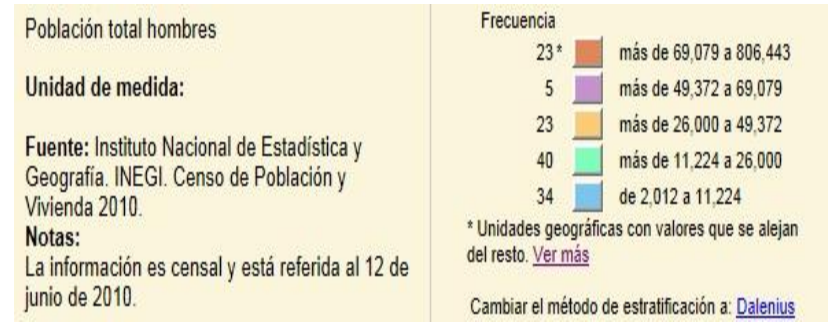 Población total hombres
Unidad de medida:
Fuente: Instituto Nacional de Estadística y
Geografía. INEGI. Censo de Población y
Vivienda 2010.
Notas:
La información es censal y está referida al 12 de
junio de 2010.
Frecuencia
23* más de 69,079 a 806,443
5 más de 49,372 a 69,079
23 más de 26,000 a 49,372
40 más de 11,224 a 26,000
34 de 2,012 a 11,224
* Unidades geográficas con valores que se alejan
del resto. Ver más
Cambiar el método de estratificación a: Dalenius